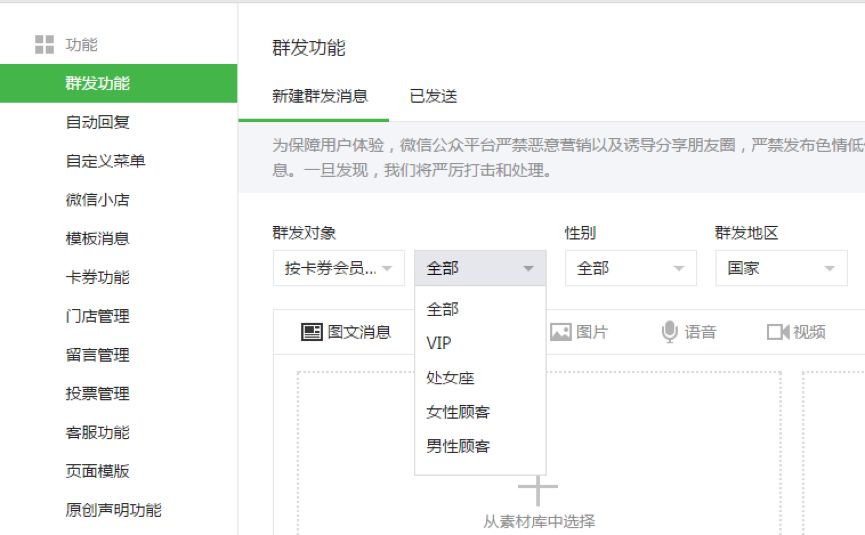 功能
群发功能
自动回复
自定义菜单
微信小店
模板消息
卡券功能
门店管理
留言管理
投票管理
客服功能
页面模版
原创声明功能
群发功能
新建群发消息 已发送
为保障用户体验，微信公众平台严禁恶意营销以及诱导分享朋友圈，严禁发布色情低
息。一旦发现，我们将严厉打击和处理。
群发对象 性别 群发地区
按卡券会员... 全部 全部 国家
全部
VIP
处女座
女性顾客
男性顾客
图文消息 图片 语音 视频
从素材库中选择